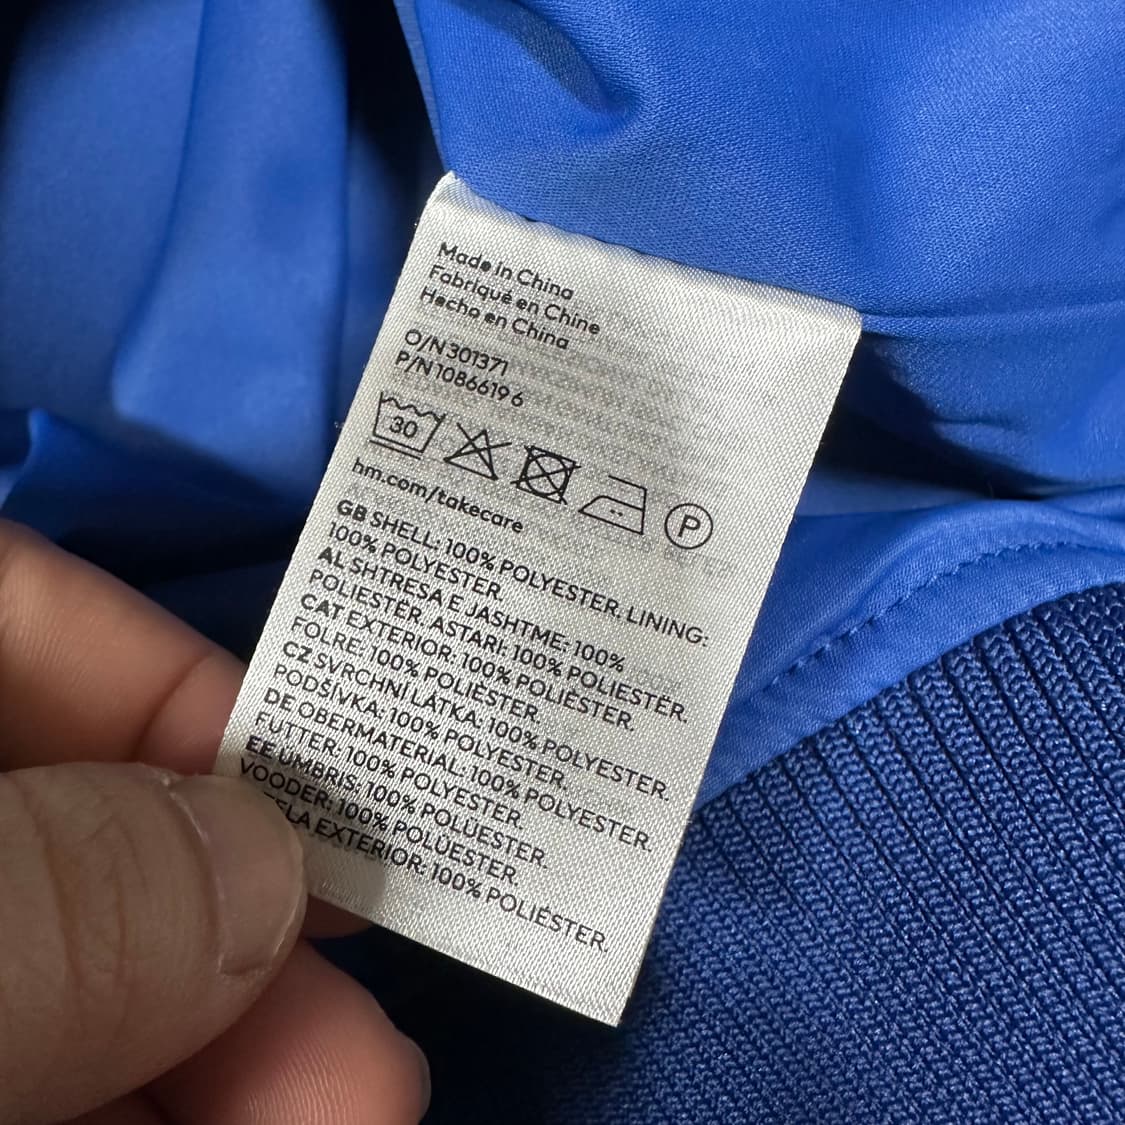 Made in China
Fabriqué en Chine
Hecho en China
O/N 301371
P/N 10866196
30
P
hm.com/takecare
GB SHELL: 100% POLYESTER. LINING:
100% POLYESTER.
AL SHTRESA E JASHTME: 100%
POLIESTËR. ASTARI: 100% POLIESTËR.
CAT EXTERIOR: 100% POLIÈSTER.
FOLRE: 100% POLIÈSTER.
CZ SVRCHNÍ LÁTKA: 100% POLYESTER.
PODŠÍVKA: 100% POLYESTER.
DE OBERMATERIAL: 100% POLYESTER.
FUTTER: 100% POLYESTER.
EE ÜMBRIS: 100% POLÜESTER.
VOODER: 100% POLÜESTER.
EXTERIOR: 100% POLIÉSTER.